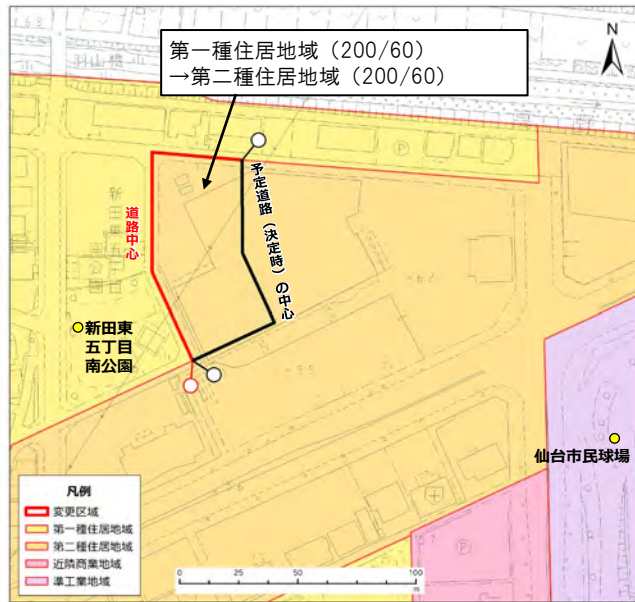 第一種住居地域（200/60）
→第二種住居地域（200/60）
N
羽山橋
道路中心
予定道路（決定時）の中心
新田東
五丁目
南公園
仙台市民球場
凡例
変更区域
第一種住居地域
第二種住居地域
近隣商業地域
準工業地域
0 25 50 100
m